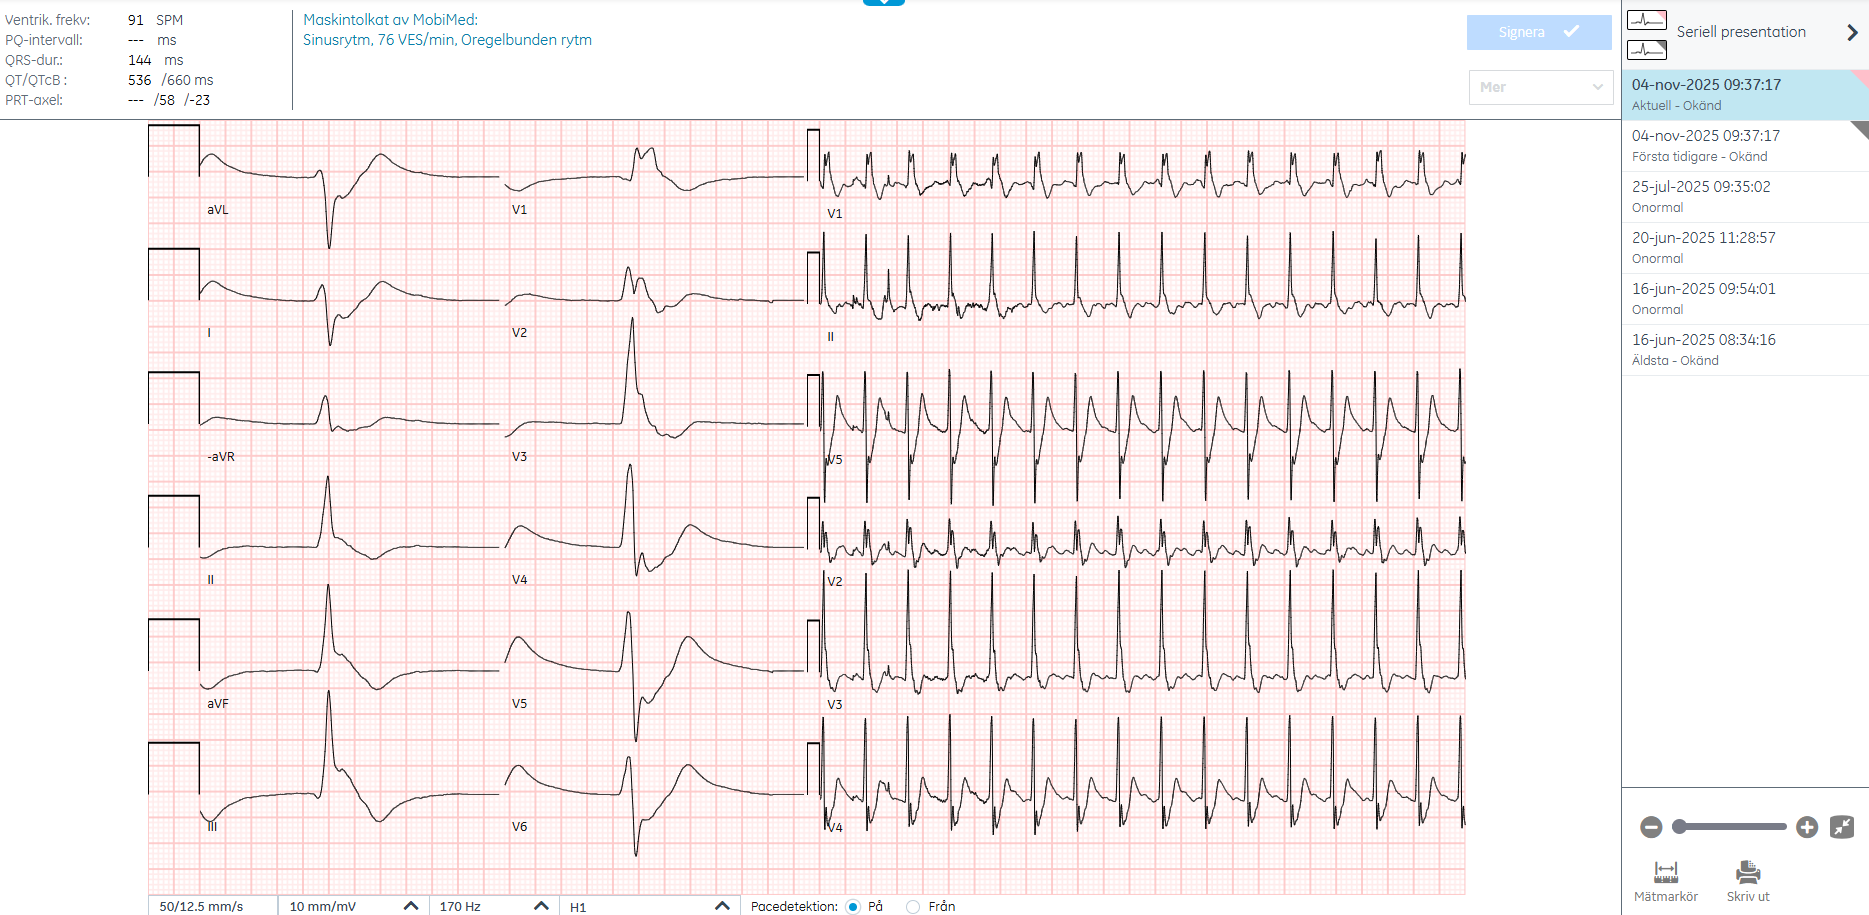 Ventrik. frekv: 91 SPM
PQ-intervall: --- ms
QRS-dur.: 144 ms
QT/QTcB : 536 /660 ms
PRT-axel: --- /58 /-23
Maskintolkat av MobiMed:
Sinusrytm, 76 VES/min, Oregelbunden rytm
Signera
Mer
Seriell presentation
04-nov-2025 09:37:17
Aktuell - Okänd
04-nov-2025 09:37:17
Första tidigare - Okänd
25-jul-2025 09:35:02
Onormal
20-jun-2025 11:28:57
Onormal
16-jun-2025 09:54:01
Onormal
16-jun-2025 08:34:16
Äldsta - Okänd
aVL V1 V1
I V2 II
-aVR V3 V5
II V4 V2
aVF V5 V3
III V6 V4
Mätmarkör Skriv ut
50/12.5 mm/s 10 mm/mV 170 Hz H1 Pacedetektion: På Från